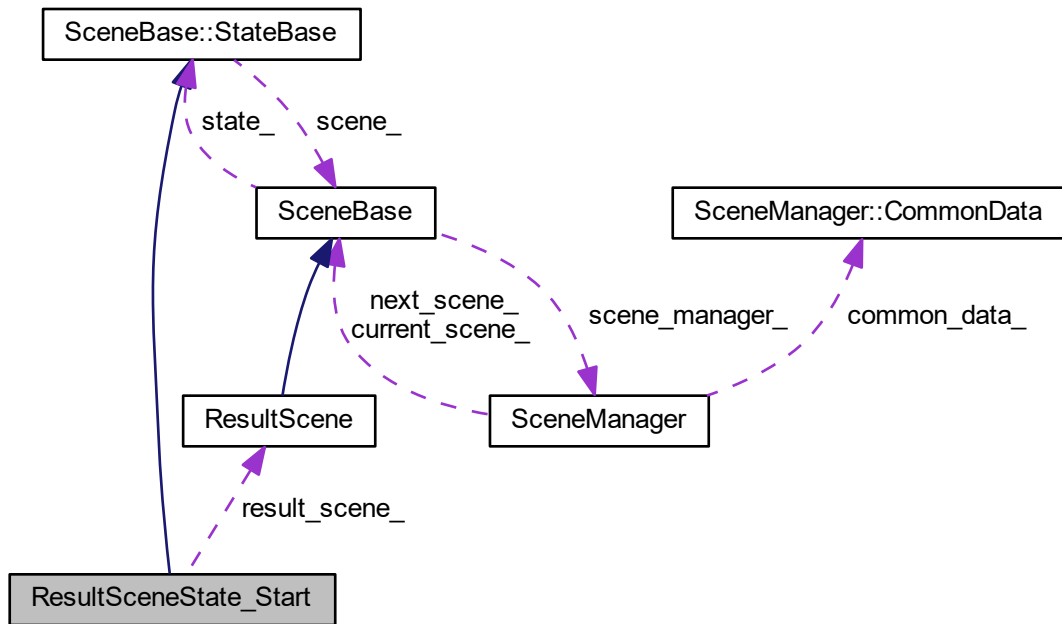 SceneBase::StateBase
state_
scene_
SceneBase
SceneManager::CommonData
next_scene_
current_scene_
scene_manager_
common_data_
ResultScene
SceneManager
result_scene_
ResultSceneState_Start